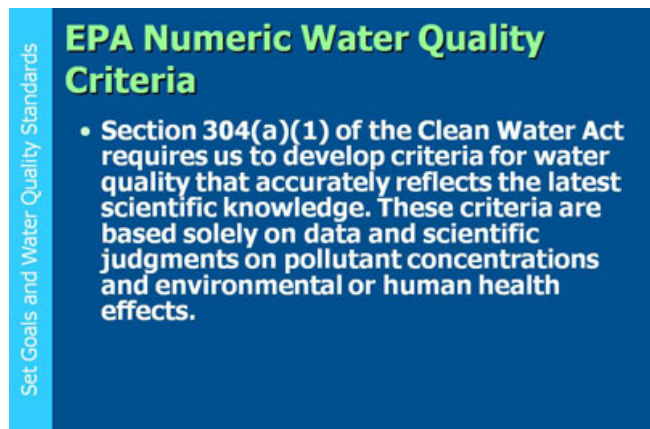 Set Goals and Water Quality Standards
EPA Numeric Water Quality
Criteria
• Section 304(a)(1) of the Clean Water Act
requires us to develop criteria for water
quality that accurately reflects the latest
scientific knowledge. These criteria are
based solely on data and scientific
judgments on pollutant concentrations
and environmental or human health
effects.